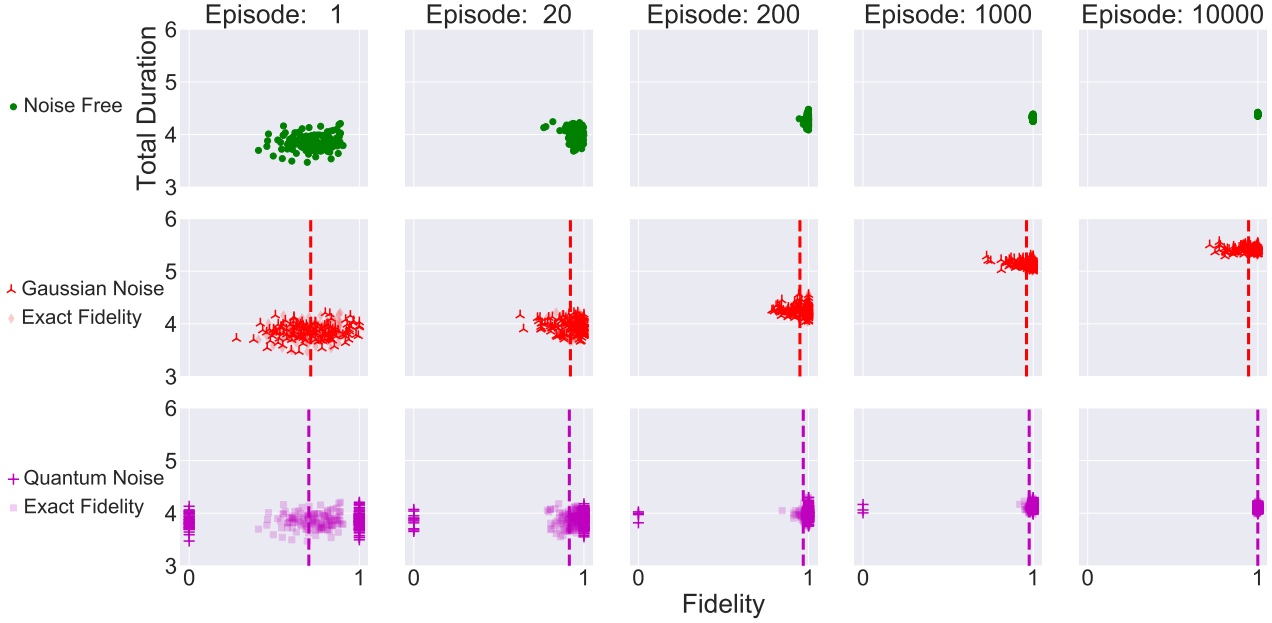 Episode: 1
Episode: 20
Episode: 200
Episode: 1000
Episode: 10000
Total Duration
6
5
4
3
Noise Free
6
5
4
3
Gaussian Noise
Exact Fidelity
6
5
4
3
Quantum Noise
Exact Fidelity
0 1
0 1
0 1
0 1
0 1
Fidelity